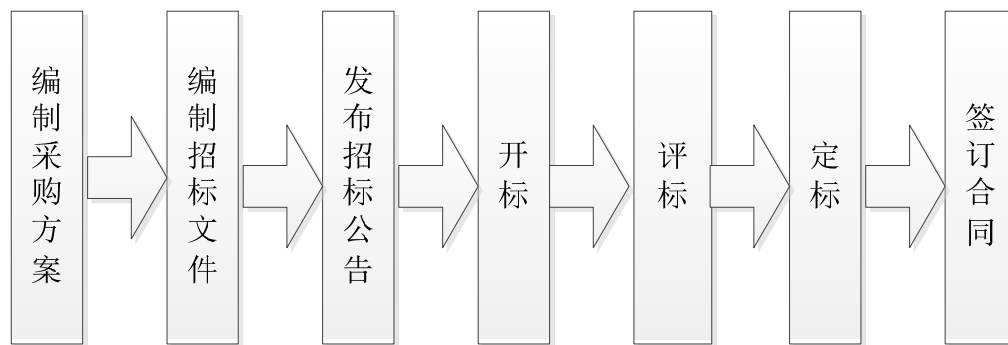 编制采购方案
编制招标文件
发布招标公告
开标
评标
定标
签订合同